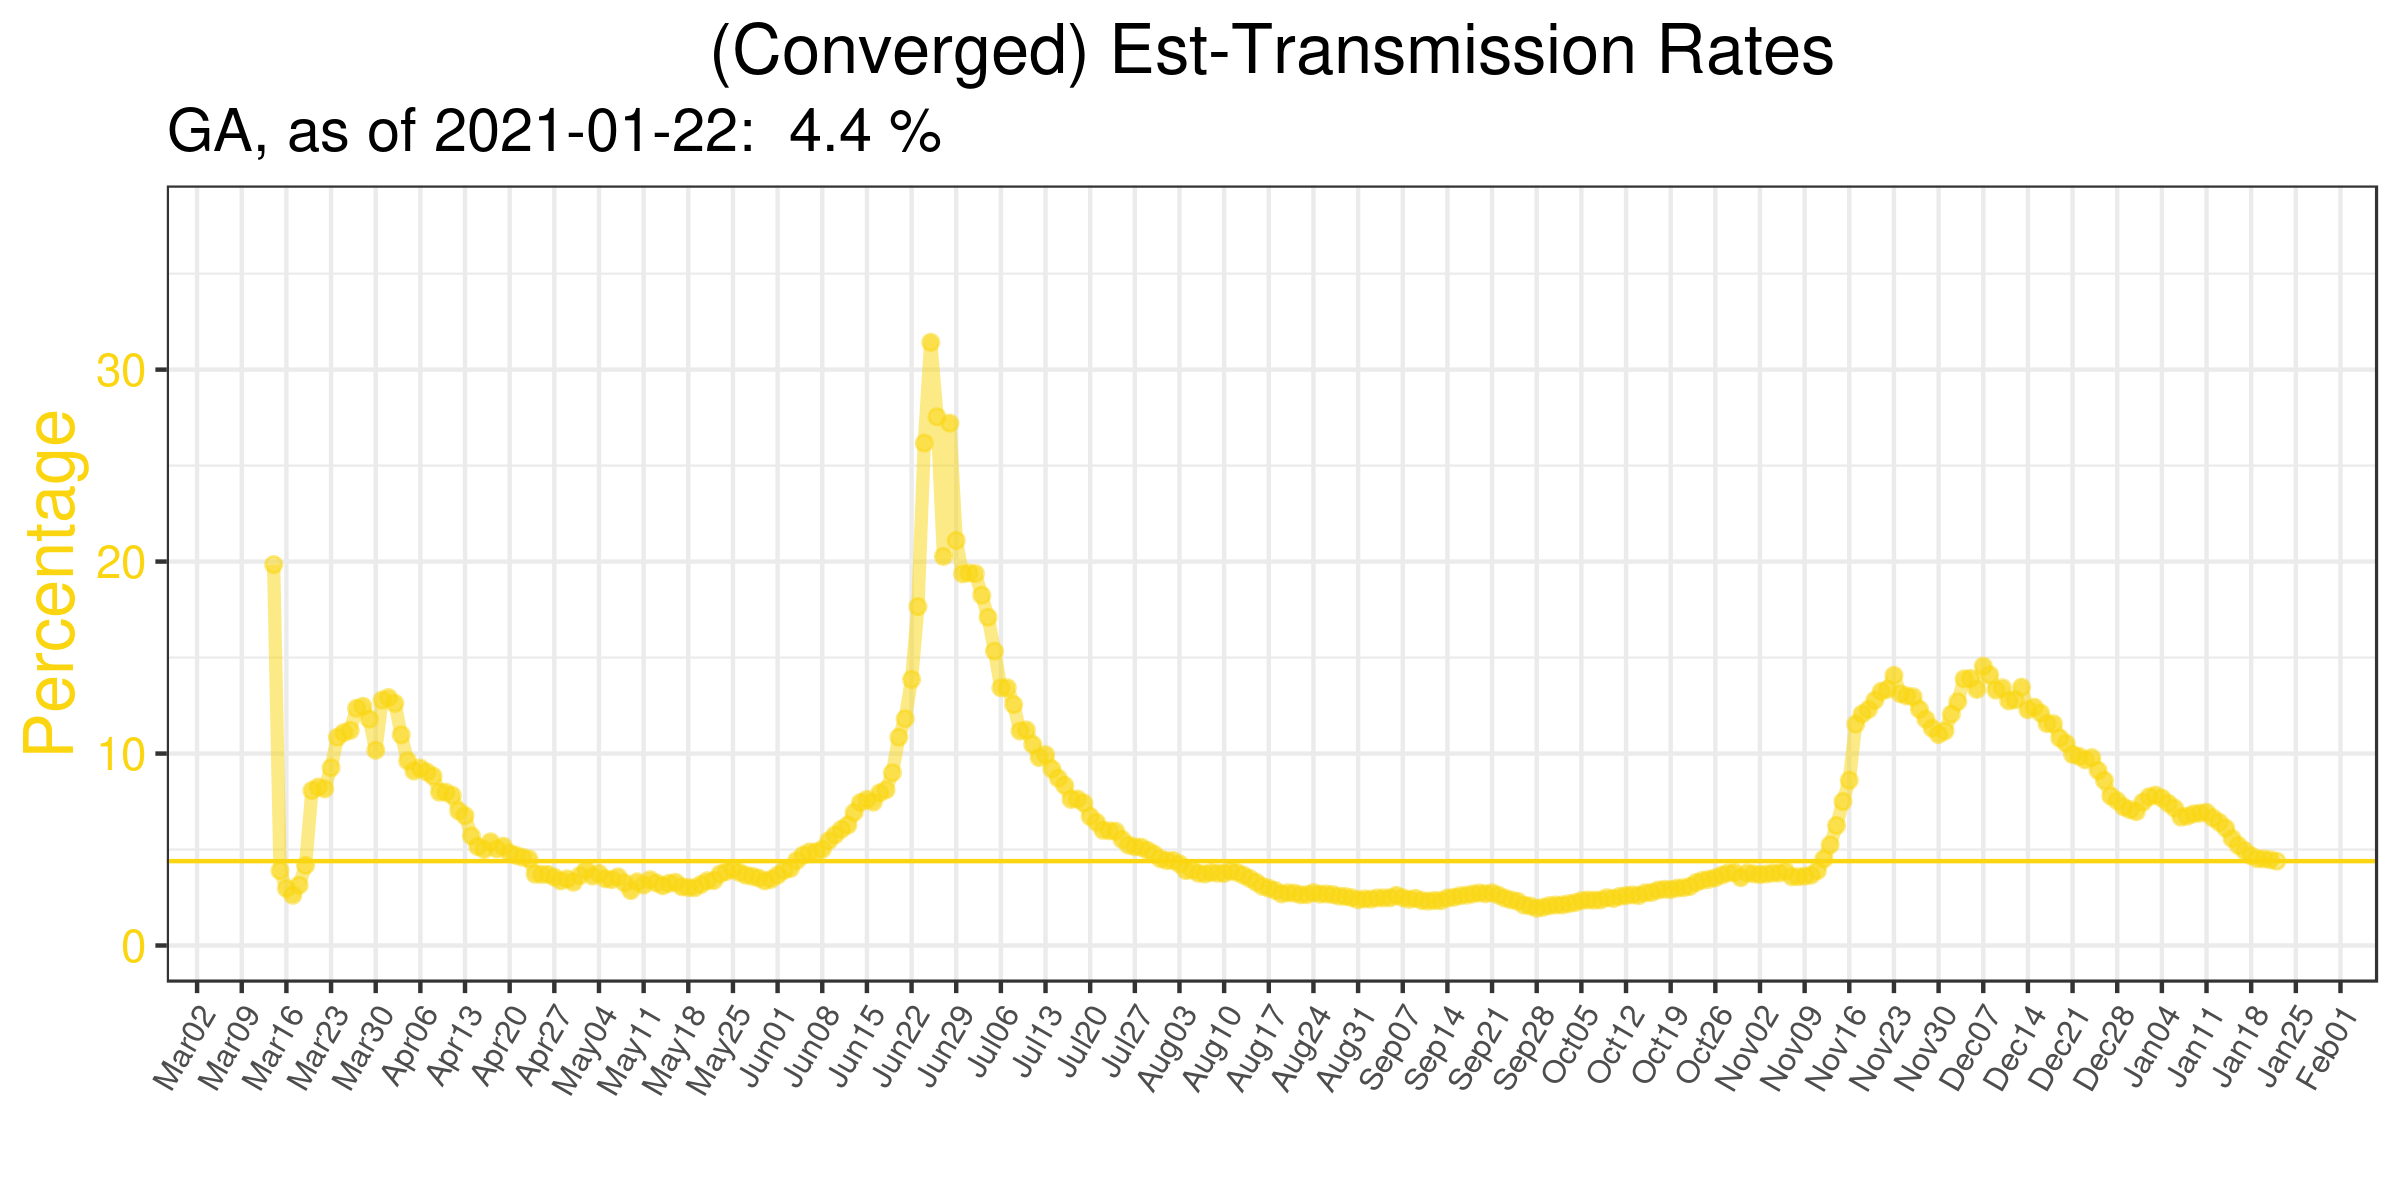 (Converged) Est-Transmission Rates
GA, as of 2021-01-22:  4.4 %
Percentage
30
20
10
0
Mar02
Mar09
Mar16
Mar23
Mar30
Apr06
Apr13
Apr20
Apr27
May04
May11
May18
May25
Jun01
Jun08
Jun15
Jun22
Jun29
Jul06
Jul13
Jul20
Jul27
Aug03
Aug10
Aug17
Aug24
Aug31
Sep07
Sep14
Sep21
Sep28
Oct05
Oct12
Oct19
Oct26
Nov02
Nov09
Nov16
Nov23
Nov30
Dec07
Dec14
Dec21
Dec28
Jan04
Jan11
Jan18
Jan25
Feb01